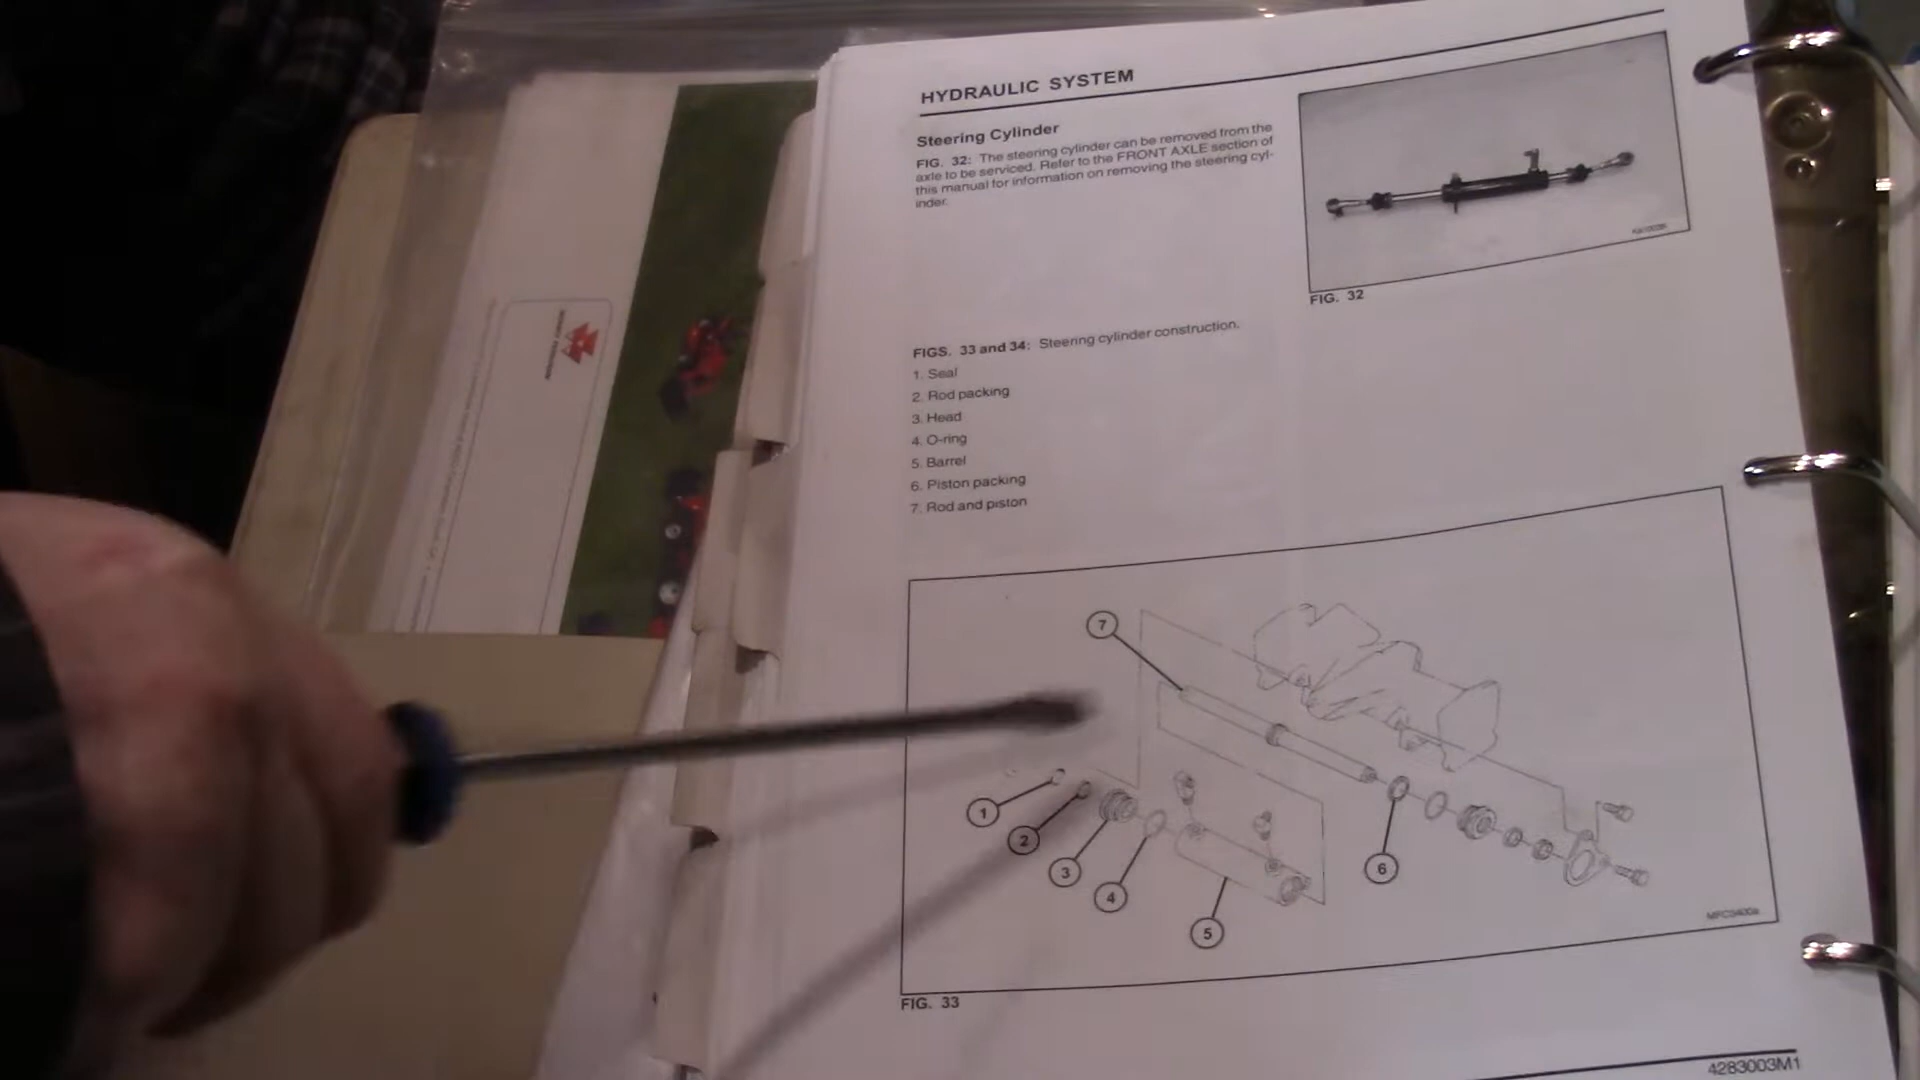 HYDRAULIC SYSTEM
Steering Cylinder
FIG. 32: The steering cylinder can be removed from the
axle to be serviced. Refer to the FRONT AXLE section of
this manual for information on removing the steering cyl-
inder.
FIG. 32
FIGS. 33 and 34: Steering cylinder construction.
1. Seal
2. Rod packing
3. Head
4. O-ring
5. Barrel
6. Piston packing
7. Rod and piston
7
1
2
3
4
5
6
FIG. 33
4283003M1